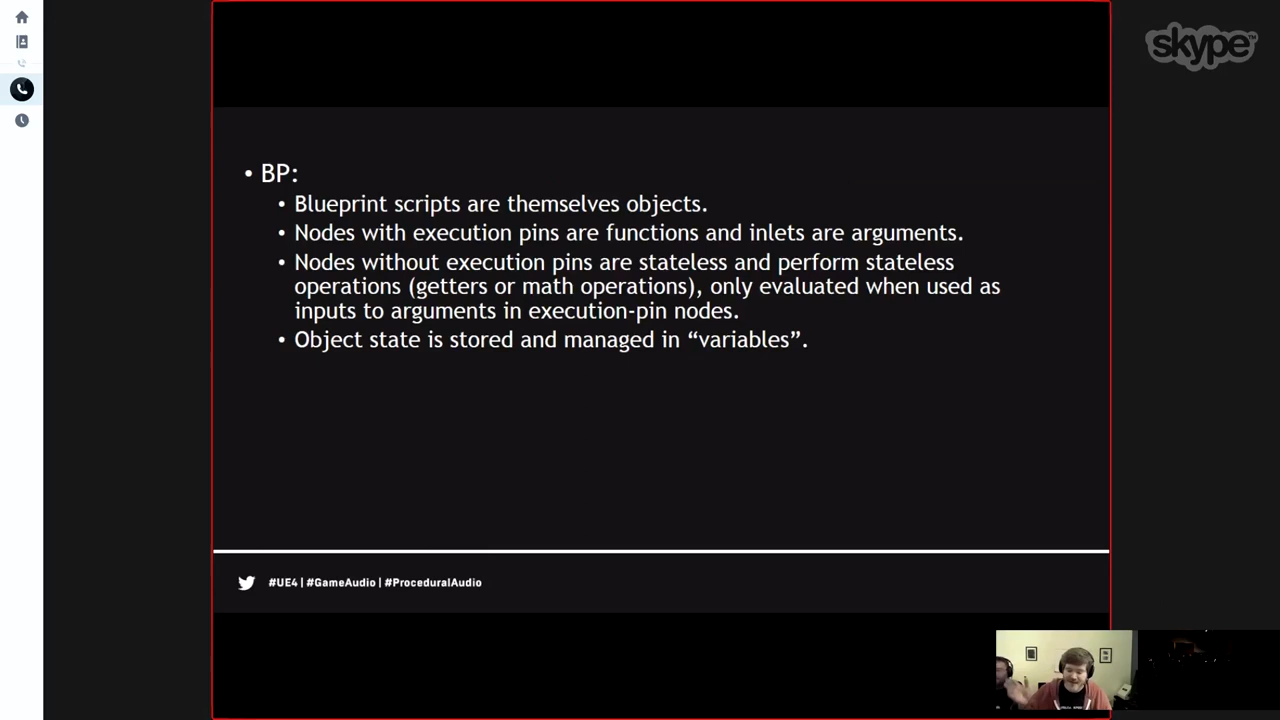 skype™
• BP:
• Blueprint scripts are themselves objects.
• Nodes with execution pins are functions and inlets are arguments.
• Nodes without execution pins are stateless and perform stateless
operations (getters or math operations), only evaluated when used as
inputs to arguments in execution-pin nodes.
• Object state is stored and managed in “variables”.
#UE4 | #GameAudio | #ProceduralAudio